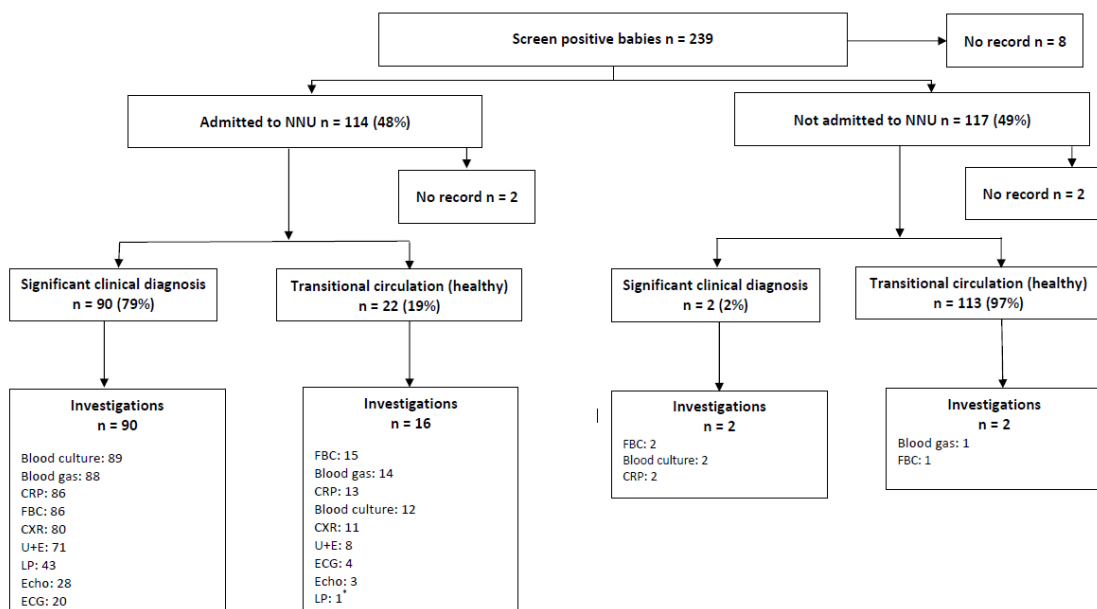 Screen positive babies n = 239
No record n = 8
Admitted to NNU n = 114 (48%)
Not admitted to NNU n = 117 (49%)
No record n = 2
No record n = 2
Significant clinical diagnosis
n = 90 (79%)
Transitional circulation (healthy)
n = 22 (19%)
Significant clinical diagnosis
n = 2 (2%)
Transitional circulation (healthy)
n = 113 (97%)
Investigations
n = 90
Blood culture: 89
Blood gas: 88
CRP: 86
FBC: 86
CXR: 80
U+E: 71
LP: 43
Echo: 28
ECG: 20
Investigations
n = 16
FBC: 15
Blood gas: 14
CRP: 13
Blood culture: 12
CXR: 11
U+E: 8
ECG: 4
Echo: 3
LP: 1*
Investigations
n = 2
FBC: 2
Blood culture: 2
CRP: 2
Investigations
n = 2
Blood gas: 1
FBC: 1